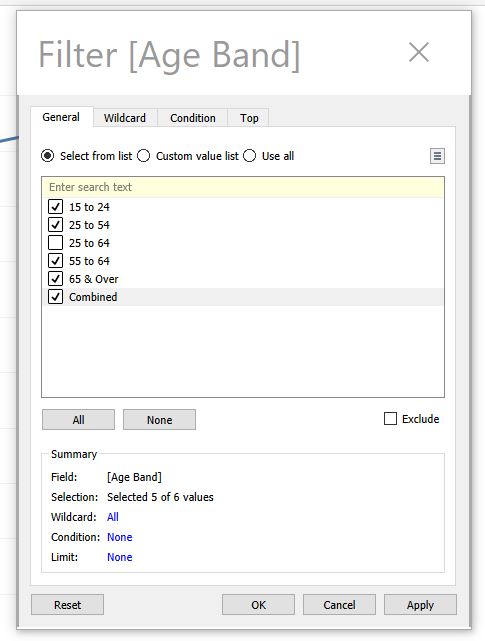 Filter [Age Band]
General Wildcard Condition Top
Select from list Custom value list Use all
Enter search text
15 to 24
25 to 54
25 to 64
55 to 64
65 & Over
Combined
All None Exclude
Summary
Field: [Age Band]
Selection: Selected 5 of 6 values
Wildcard: All
Condition: None
Limit: None
Reset OK Cancel Apply